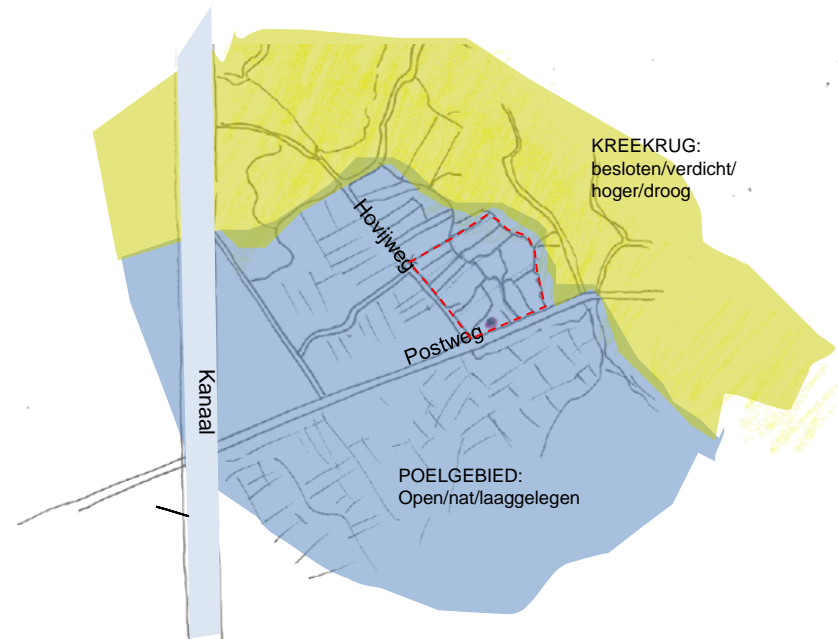 KREEKRUG:
besloten/verdicht/
hoger/droog
Hovijweg
Postweg
Kanaal
POELGEBIED:
Open/nat/laaggelegen